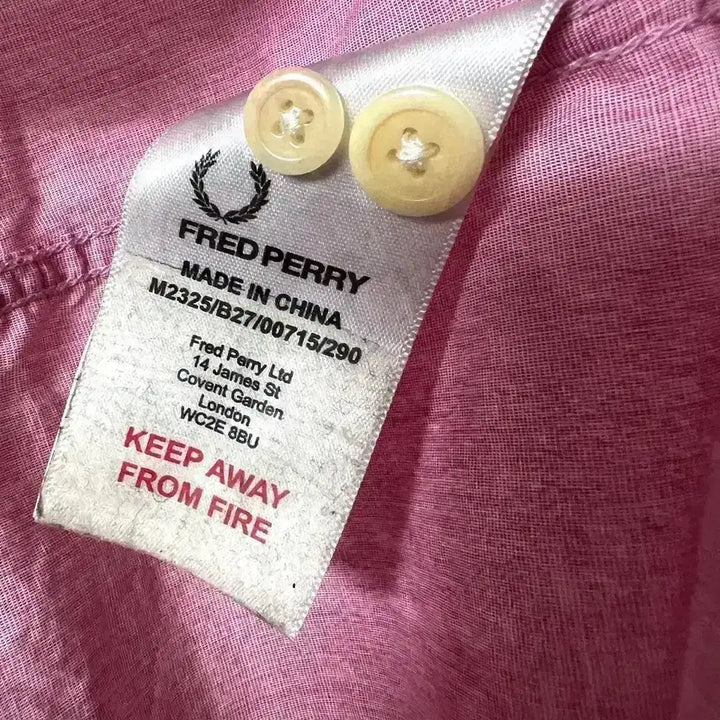 FRED PERRY
MADE IN CHINA
M2325/B27/00715/290
Fred Perry Ltd
14 James St
Covent Garden
London
WC2E 8BU
KEEP AWAY
FROM FIRE